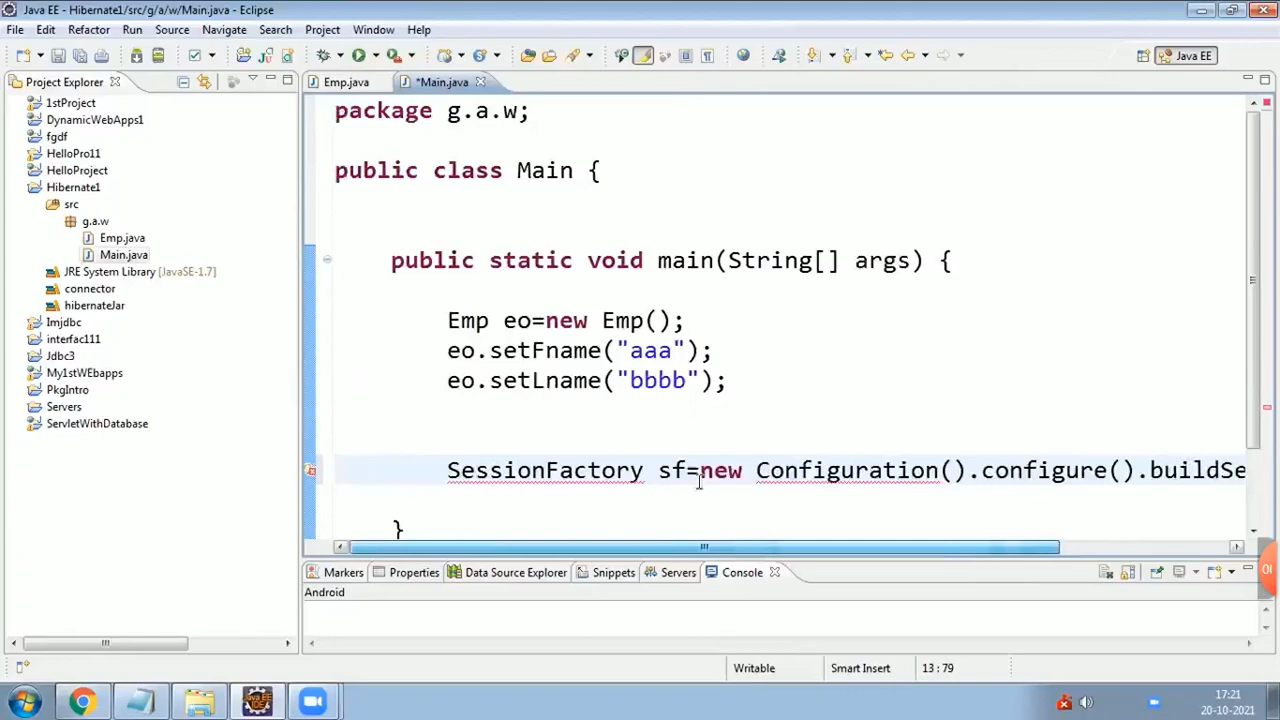 Java EE - Hibernate1/src/g/a/w/Main.java - Eclipse
File Edit Refactor Run Source Navigate Search Project Window Help
Java EE
Project Explorer
Emp.java
*Main.java
1stProject
DynamicWebApps1
fgdf
HelloPro11
HelloProject
Hibernate1
src
g.a.w
Emp.java
Main.java
JRE System Library [JavaSE-1.7]
connector
hibernateJar
Imjdbc
interfac111
Jdbc3
My1stWEbapps
PkgIntro
Servers
ServletWithDatabase
package g.a.w;
public class Main {
public static void main(String[] args) {
Emp eo=new Emp();
eo.setFname("aaa");
eo.setLname("bbbb");
SessionFactory sf=new Configuration().configure().buildSe
}
Markers Properties Data Source Explorer Snippets Servers Console
Android
Writable Smart Insert 13 : 79
17:21
20-10-2021